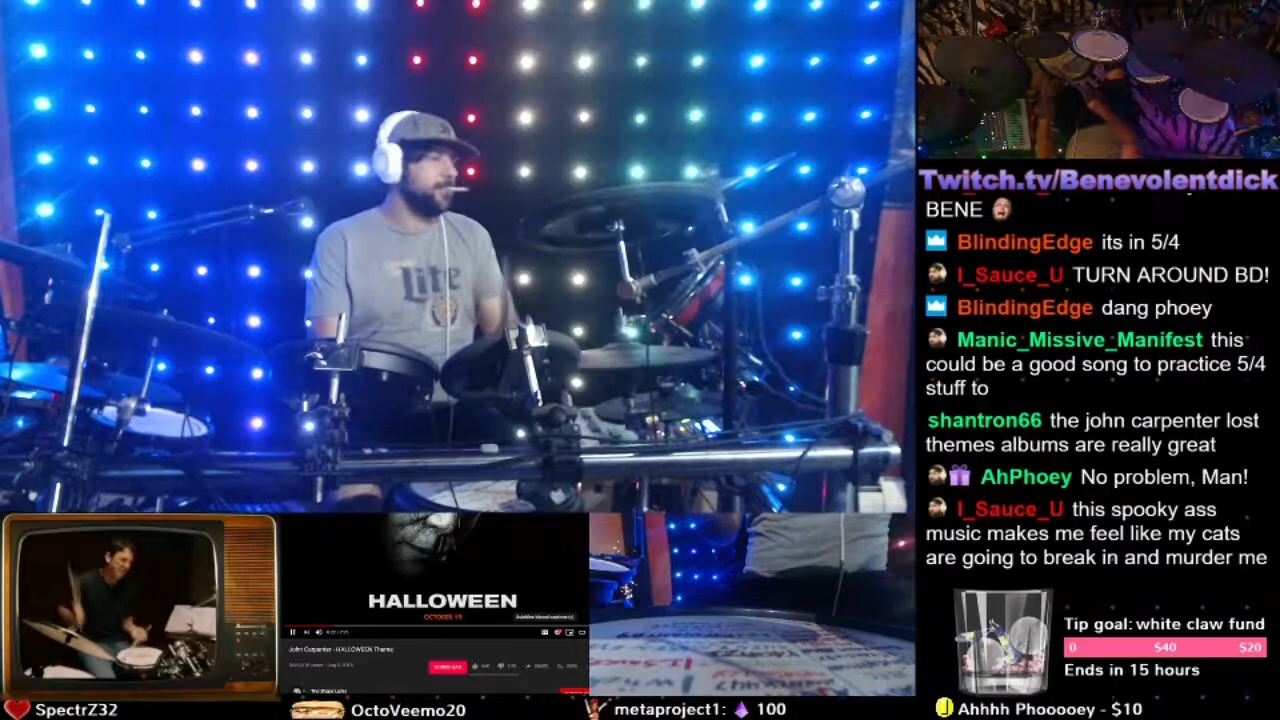 Lite
Twitch.tv/Benevolentdick
BENE
BlindingEdge its in 5/4
I_Sauce_U TURN AROUND BD!
BlindingEdge dang phoey
Manic_Missive_Manifest this
could be a good song to practice 5/4
stuff to
shantron66 the john carpenter lost
themes albums are really great
AhPhoey No problem, Man!
I_Sauce_U this spooky ass
music makes me feel like my cats
are going to break in and murder me
HALLOWEEN
OCTOBER 19
John Carpenter - HALLOWEEN Theme
Tip goal: white claw fund
0 $40 $20
Ends in 15 hours
SpectrZ32
OctoVeemo20
metaproject1: 100
Ahhhh Phooooey - $10